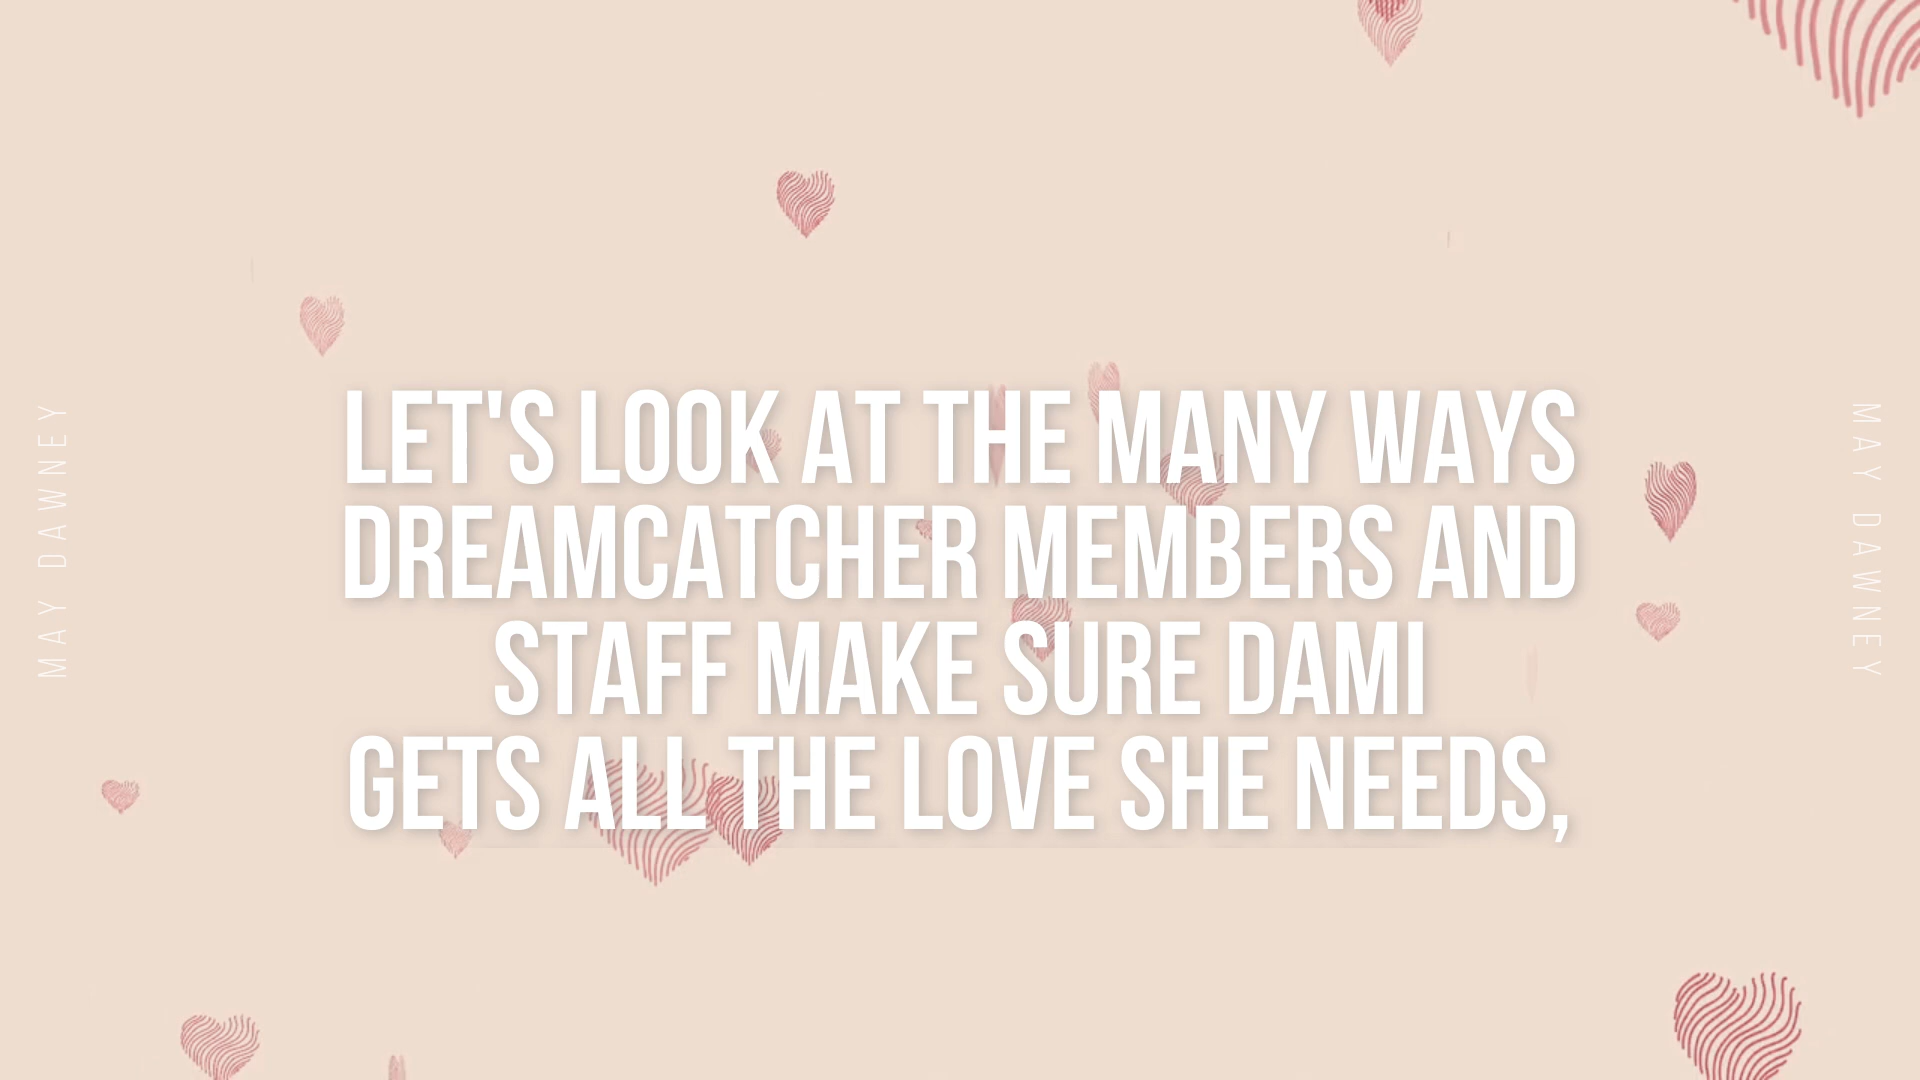 LET'S LOOK AT THE MANY WAYS
DREAMCATCHER MEMBERS AND
STAFF MAKE SURE DAMI
GETS ALL THE LOVE SHE NEEDS,
MAY DAWNEY
MAY DAWNEY